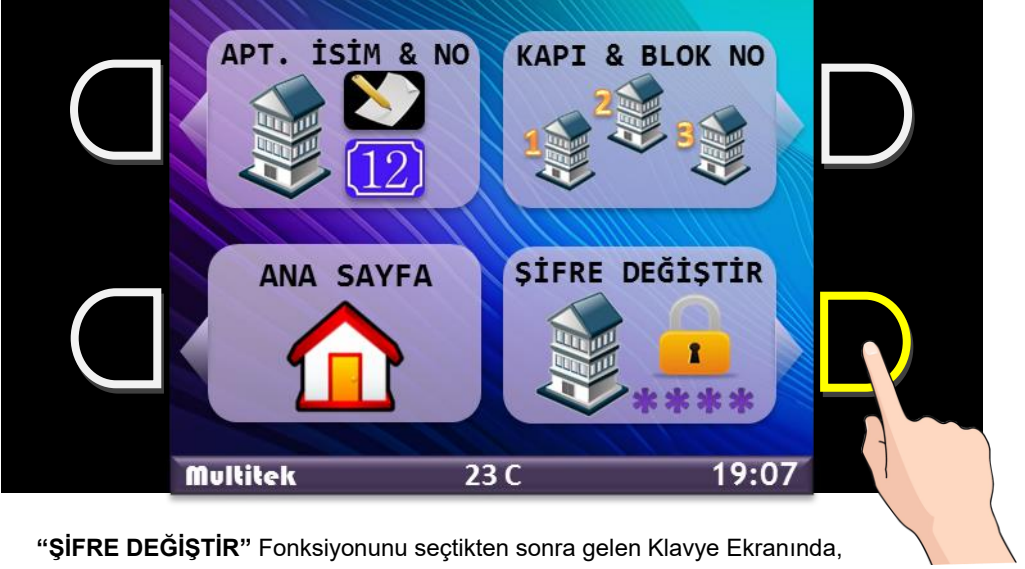 APT. İSİM & NO
KAPI & BLOK NO
12
1
2
3
ANA SAYFA
ŞİFRE DEĞİŞTİR
****
Multitek
23 C
19:07
“ŞİFRE DEĞİŞTİR” Fonksiyonunu seçtikten sonra gelen Klavye Ekranında,